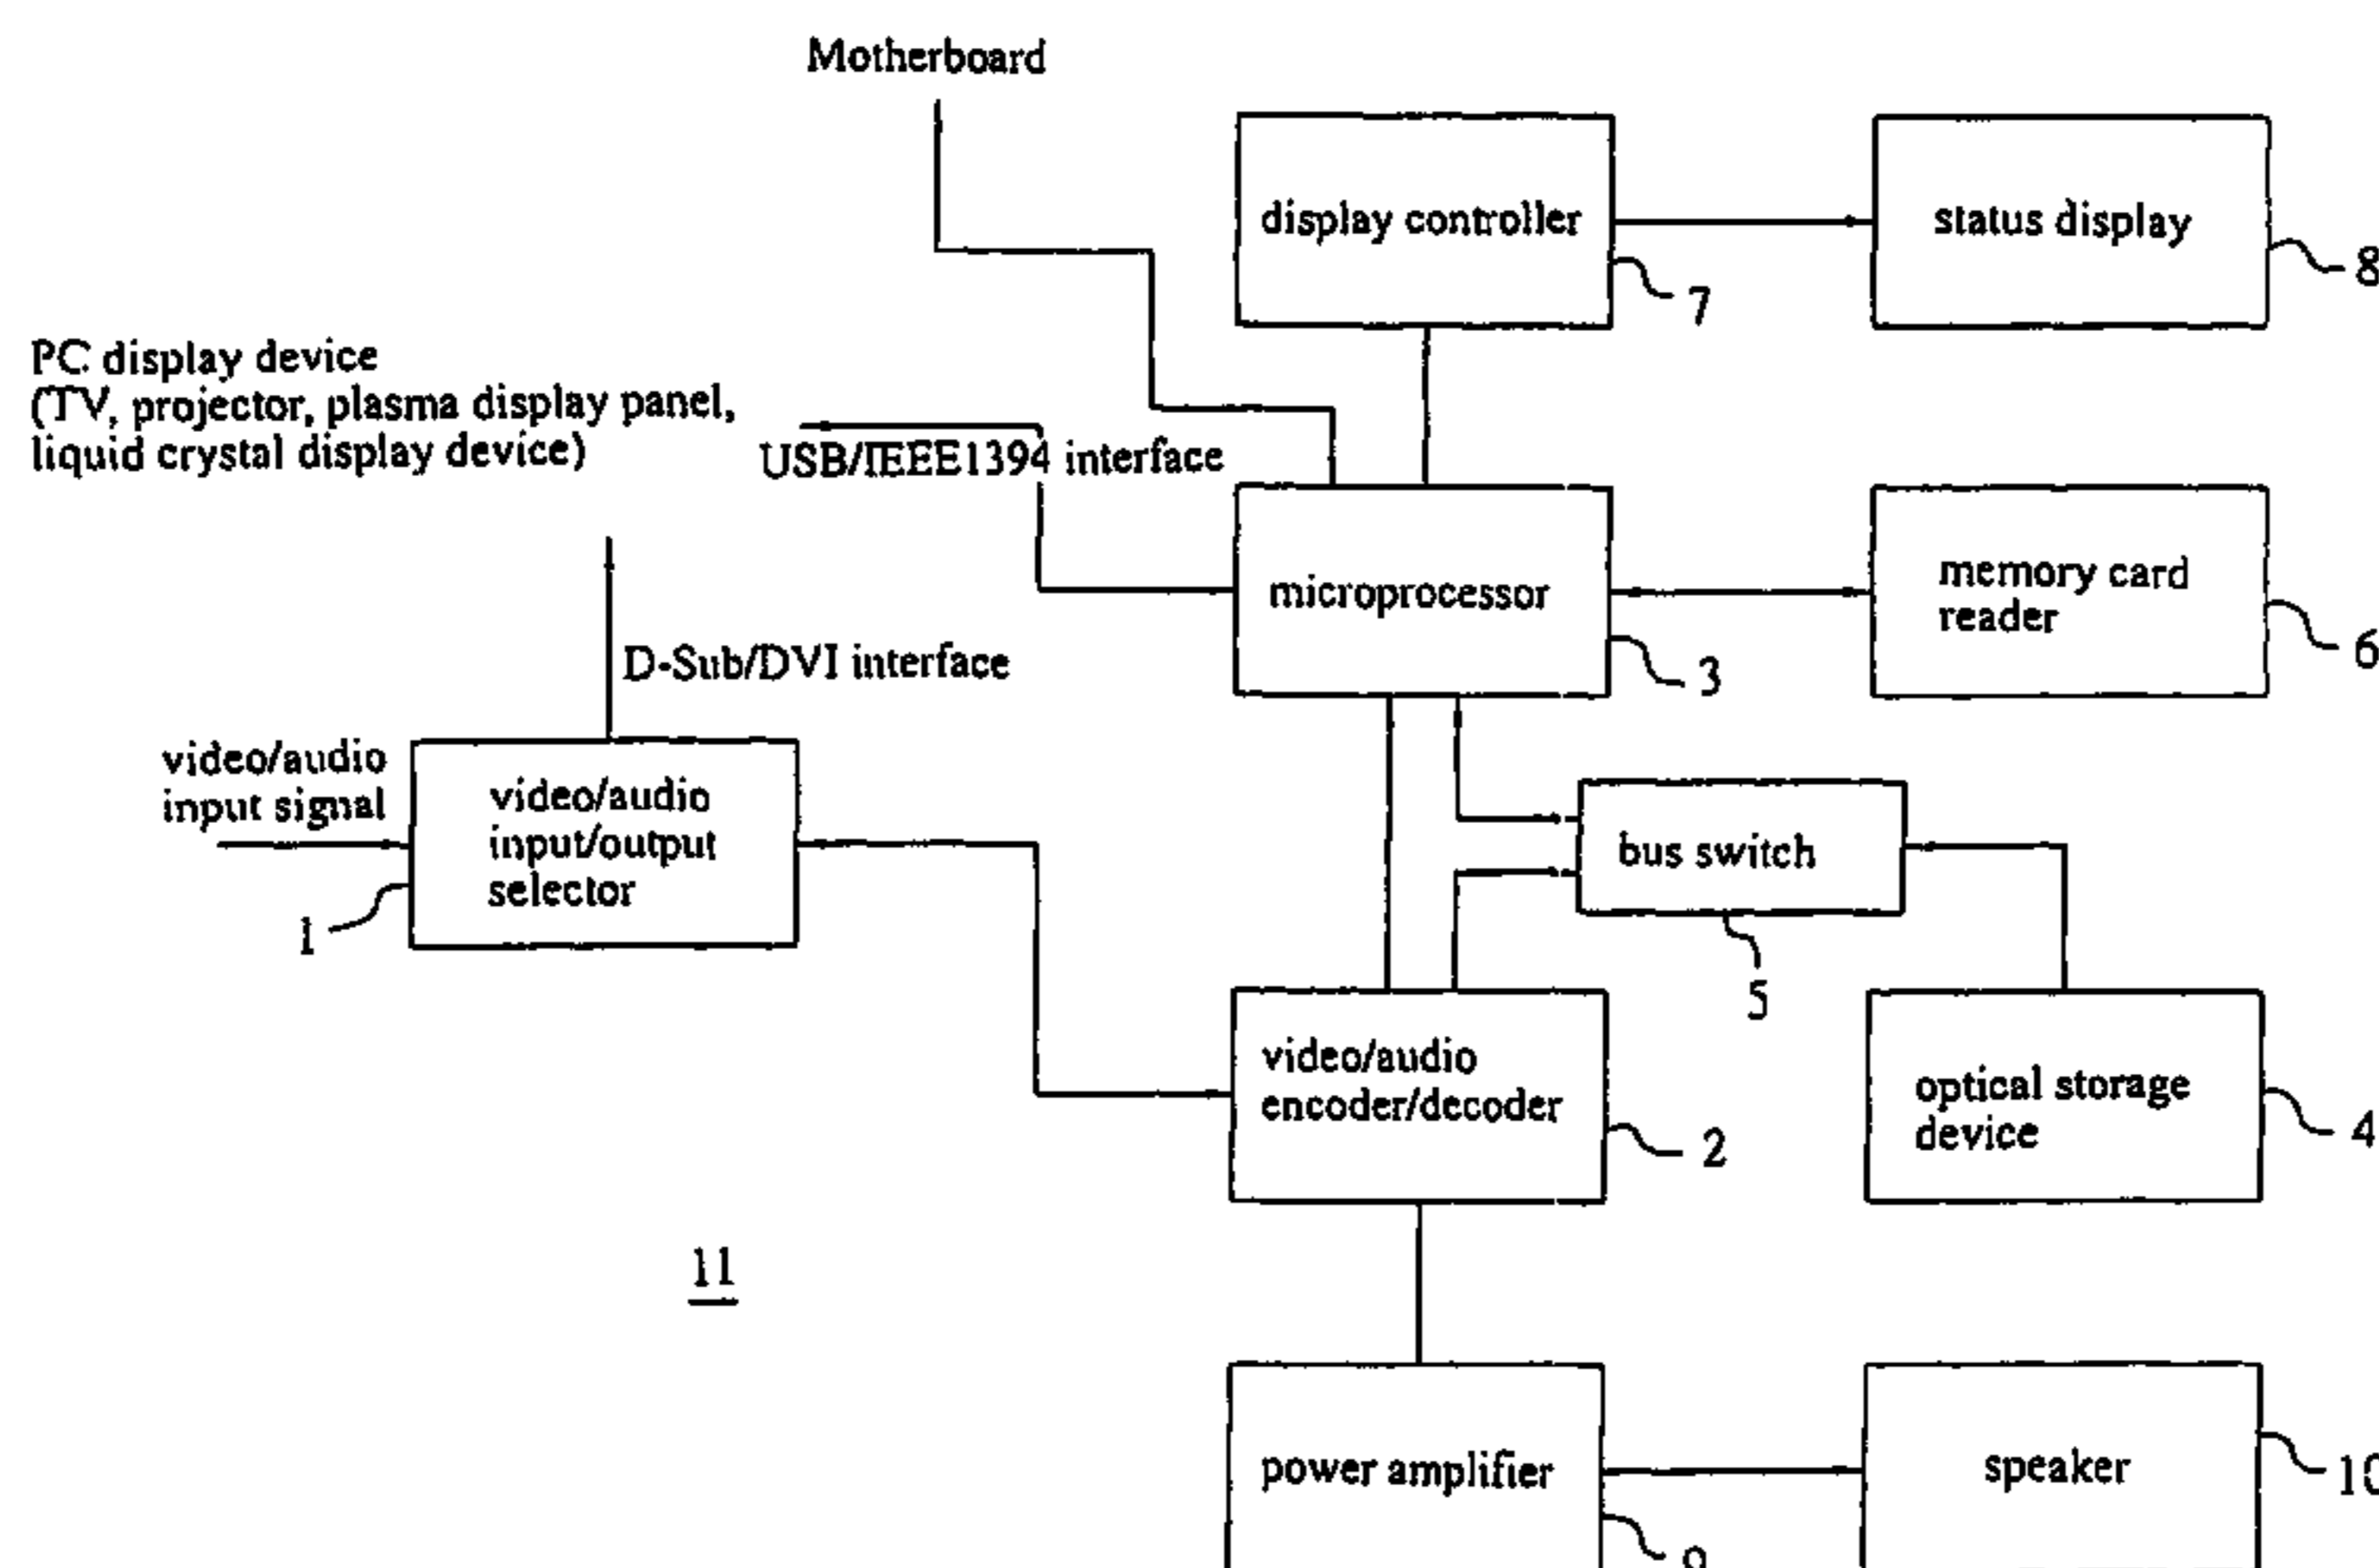 Motherboard
display controller
7
status display
8
PC display device
(TV, projector, plasma display panel,
liquid crystal display device)
USB/IEEE1394 interface
microprocessor
3
memory card
reader
6
D-Sub/DVI interface
video/audio
input signal
1
video/audio
input/output
selector
bus switch
5
video/audio
encoder/decoder
2
optical storage
device
4
11
power amplifier
9
speaker
10